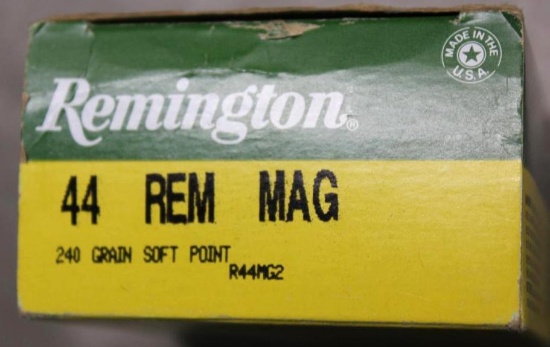 MADE IN THE U.S.A.
Remington®
44 REM MAG
240 GRAIN SOFT POINT
R44MG2